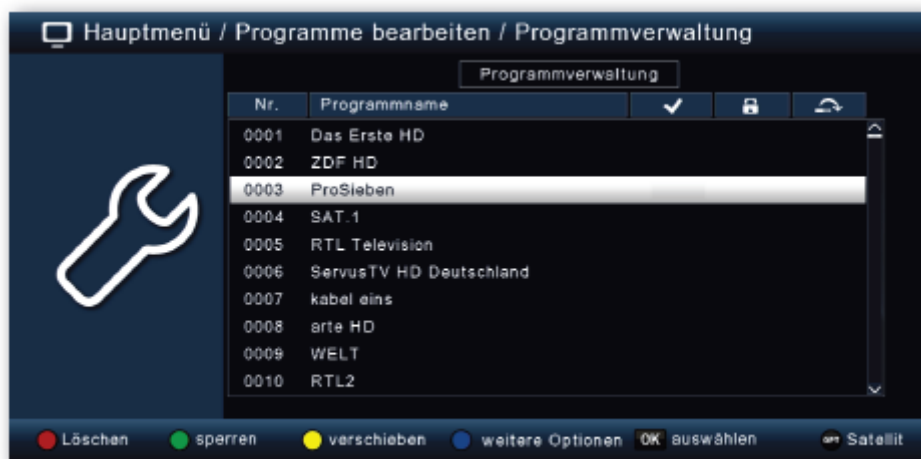 Hauptmenü / Programme bearbeiten / Programmverwaltung
Programmverwaltung
Nr. Programmname
0001 Das Erste HD
0002 ZDF HD
0003 ProSieben
0004 SAT.1
0005 RTL Television
0006 ServusTV HD Deutschland
0007 kabel eins
0008 arte HD
0009 WELT
0010 RTL2
Löschen sperren verschieben weitere Optionen OK auswählen OPT Satellit